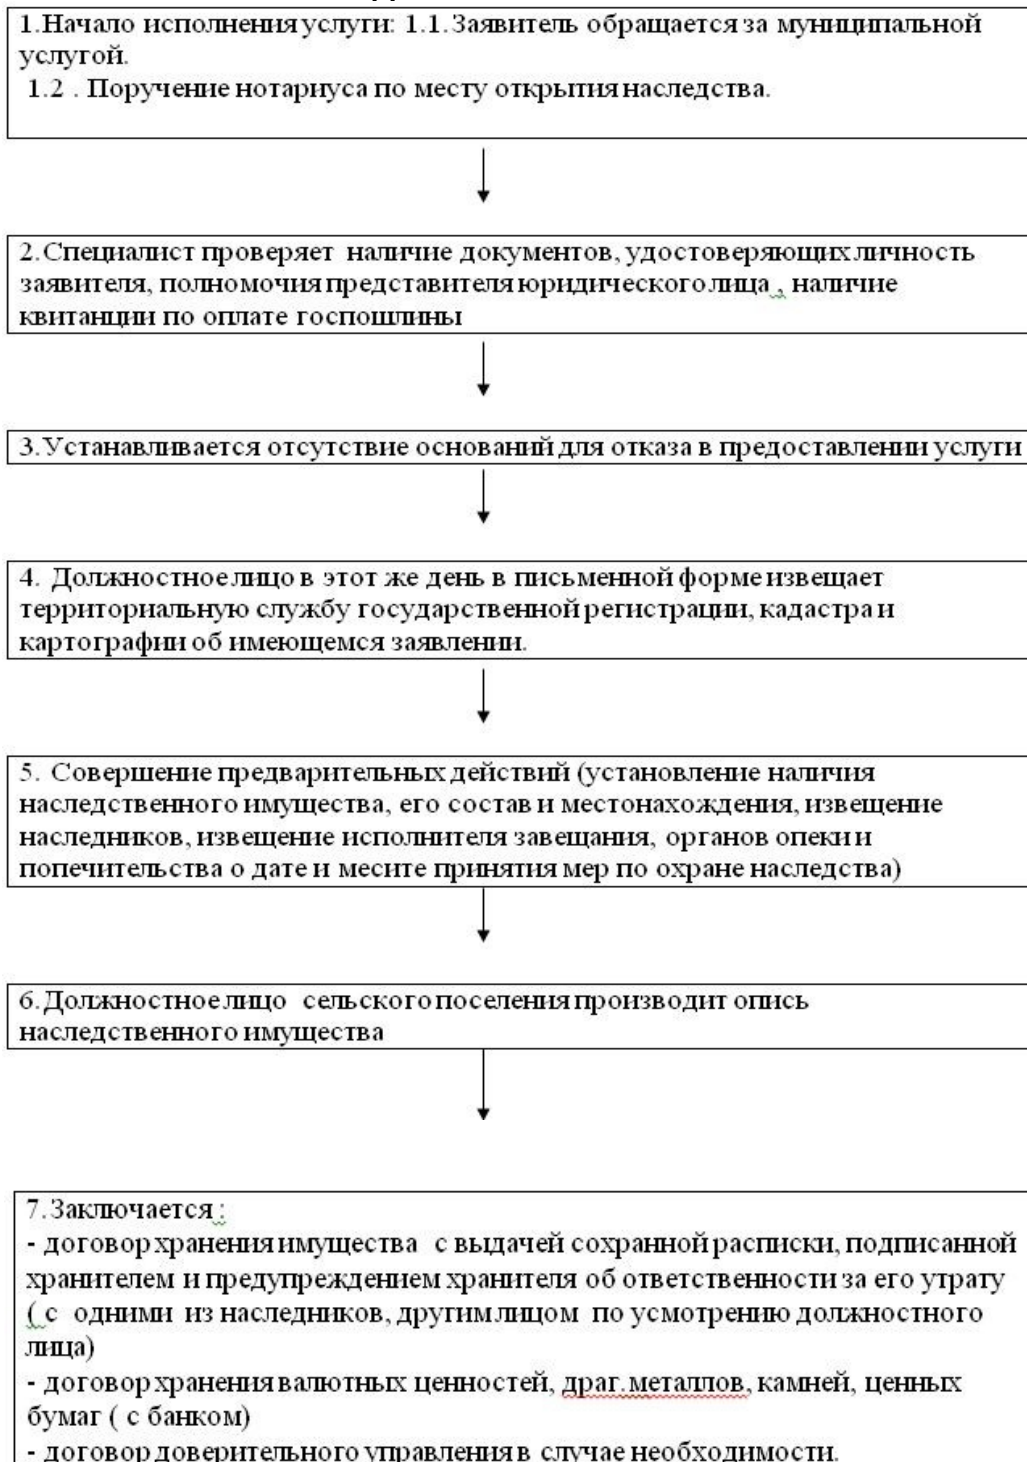 1.Начало исполнения услуги: 1.1.Заявитель обращается за муниципальной
услугой.
1.2 . Поручение нотариуса по месту открытия наследства.
2.Специалист проверяет наличие документов, удостоверяющих личность
заявителя, полномочия представителя юридического лица , наличие
квитанции по оплате госпошлины
3.Устанавливается отсутствие оснований для отказа в предоставлении услуги
4. Должностное лицо в этот же день в письменной форме извещает
территориальную службу государственной регистрации, кадастра и
картографии об имеющемся заявлении.
5. Совершение предварительных действий (установление наличия
наследственного имущества, его состав и местонахождения, извещение
наследников, извещение исполнителя завещания, органов опеки и
попечительства о дате и месите принятия мер по охране наследства)
6.Должностное лицо сельского поселения производит опись
наследственного имущества
7.Заключается :
- договор хранения имущества с выдачей сохранной расписки, подписанной
хранителем и предупреждением хранителя об ответственности за его утрату
( с одними из наследников, другим лицом по усмотрению должностного
лица)
- договор хранения валютных ценностей, драг.металлов, камней, ценных
бумаг ( с банком)
- договор доверительного управления в случае необходимости.